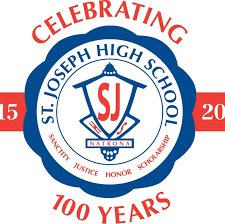 CELEBRATING
15
20
ST. JOSEPH HIGH SCHOOL
SJ
NATRONA
SANCTITY JUSTICE HONOR SCHOLARSHIP
100 YEARS